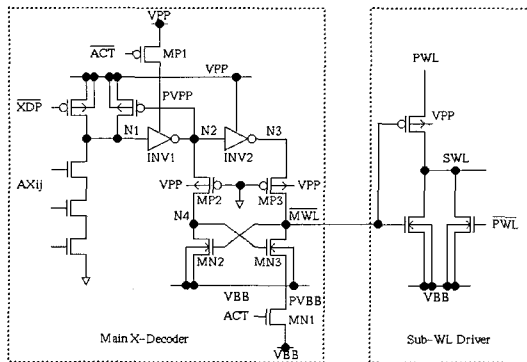 VPP
ACT
MP1
VPP
PWL
XDP
PVPP
VPP
N1
N2
N3
INV1
INV2
SWL
AXij
VPP
VPP
MP2
MP3
N4
MWL
PWL
MN2
MN3
VBB
PVBB
VBB
ACT
MN1
Main X-Decoder
VBB
Sub-WL Driver